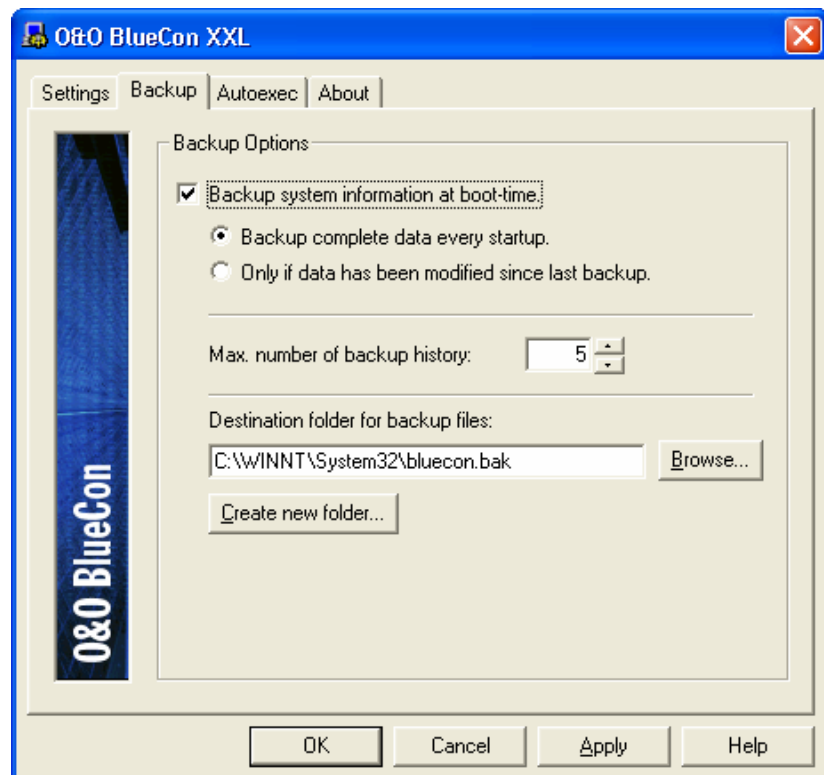 O&O BlueCon XXL
Settings Backup Autoexec About
Backup Options
Backup system information at boot-time.
Backup complete data every startup.
Only if data has been modified since last backup.
Max. number of backup history: 5
Destination folder for backup files:
C:\WINNT\System32\bluecon.bak Browse...
Create new folder...
O&O BlueCon
OK Cancel Apply Help